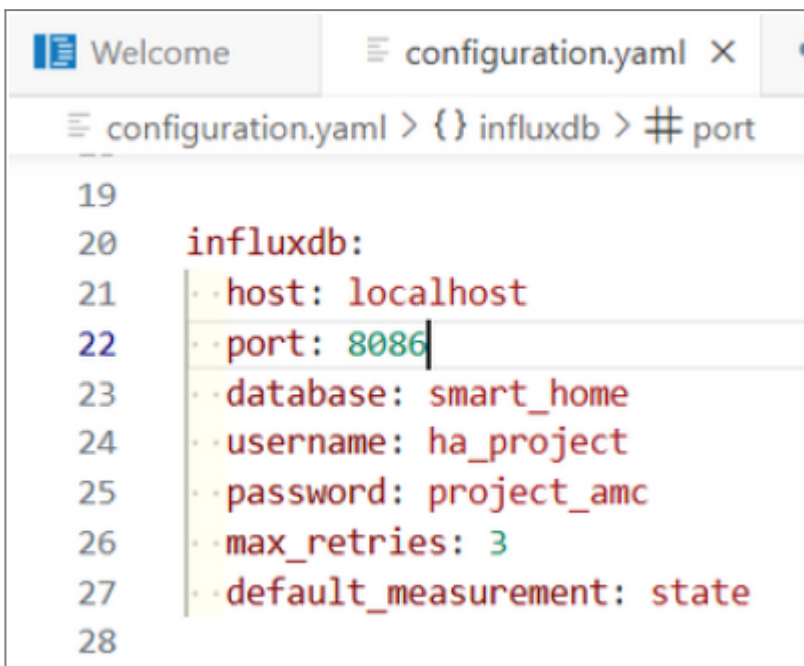 Welcome configuration.yaml ×
configuration.yaml > {} influxdb > # port
19
20 influxdb:
21 host: localhost
22 port: 8086
23 database: smart_home
24 username: ha_project
25 password: project_amc
26 max_retries: 3
27 default_measurement: state
28